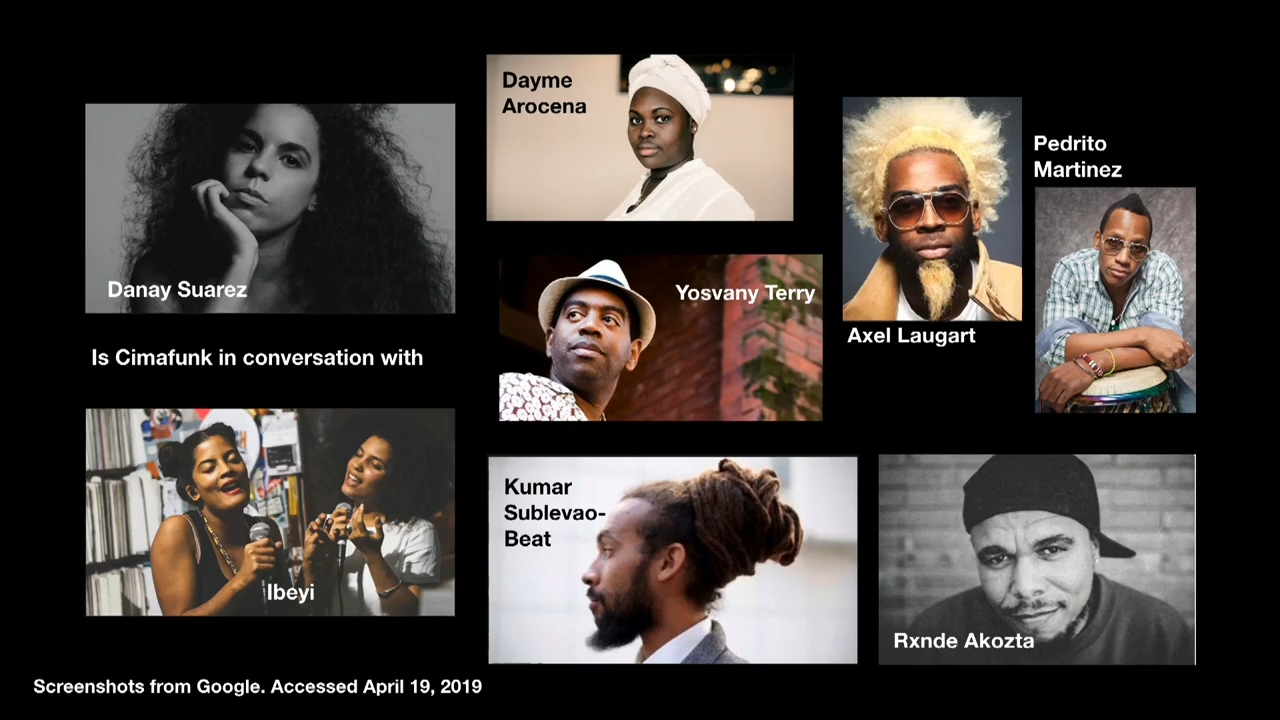 Dayme
Arocena
Pedrito
Martinez
Danay Suarez
Yosvany Terry
Axel Laugart
Is Cimafunk in conversation with
Kumar
Sublevao-
Beat
Ibeyi
Rxnde Akozta
Screenshots from Google. Accessed April 19, 2019